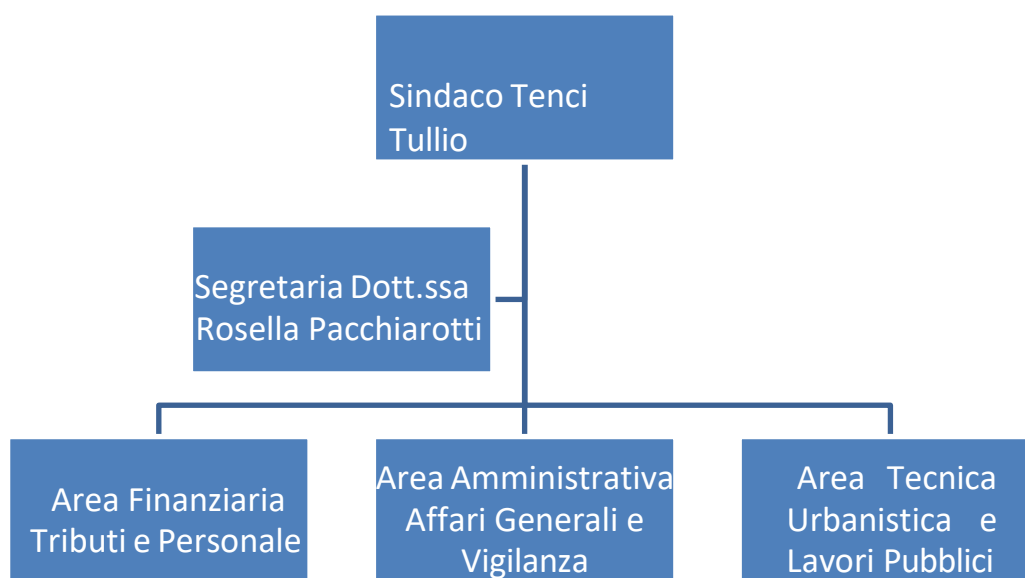 Sindaco Tenci
Tullio
Segretaria Dott.ssa
Rosella Pacchiarotti
Area Finanziaria
Tributi e Personale
Area Amministrativa
Affari Generali e
Vigilanza
Area Tecnica
Urbanistica e
Lavori Pubblici